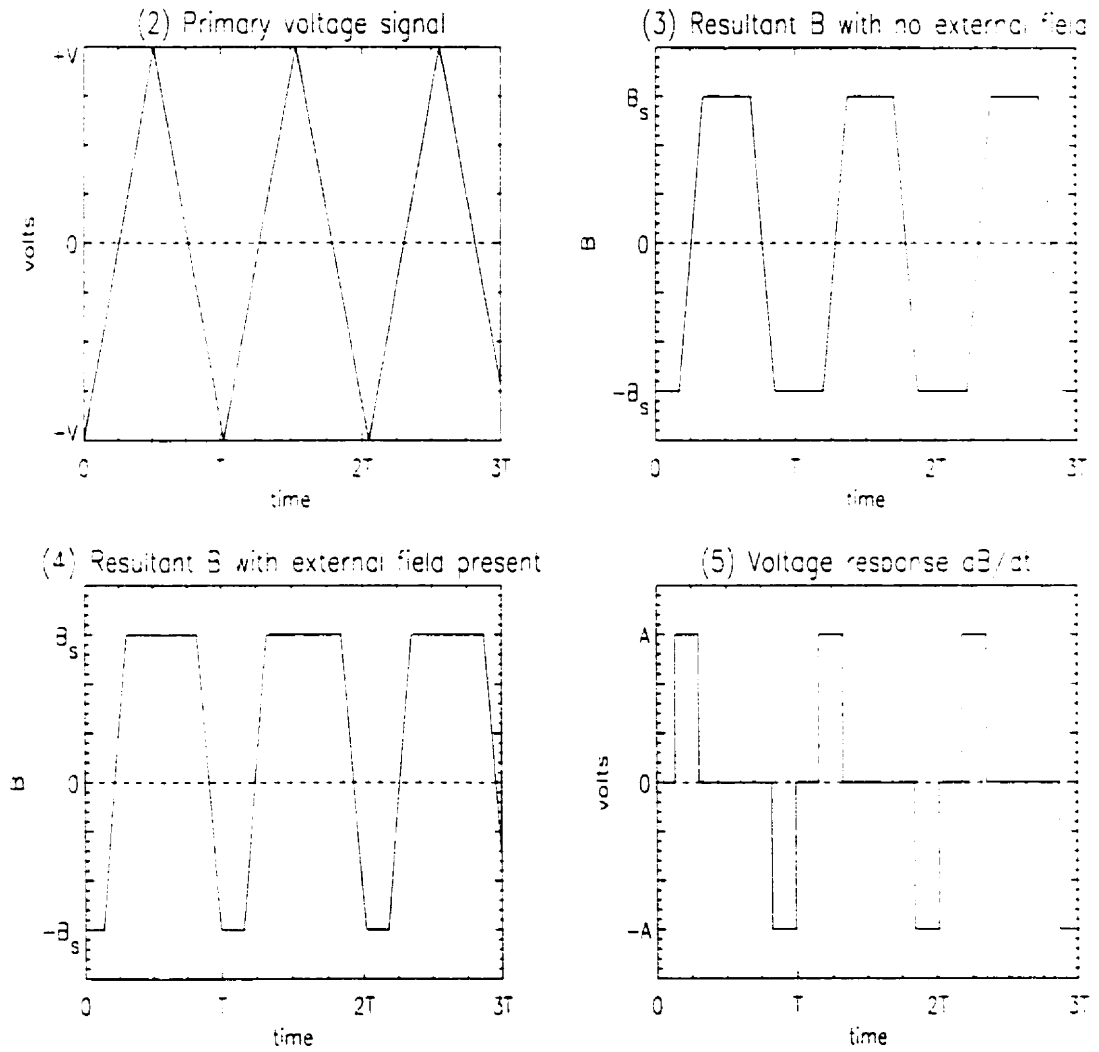 (2) Primary voltage signal
+V
0
-V
volts
0
T
2T
3T
time
(3) Resultant B with no external field
B_s
0
-B_s
B
0
T
2T
3T
time
(4) Resultant B with external field present
B_s
0
-B_s
B
0
T
2T
3T
time
(5) Voltage response dB/dt
A
0
-A
volts
0
T
2T
3T
time